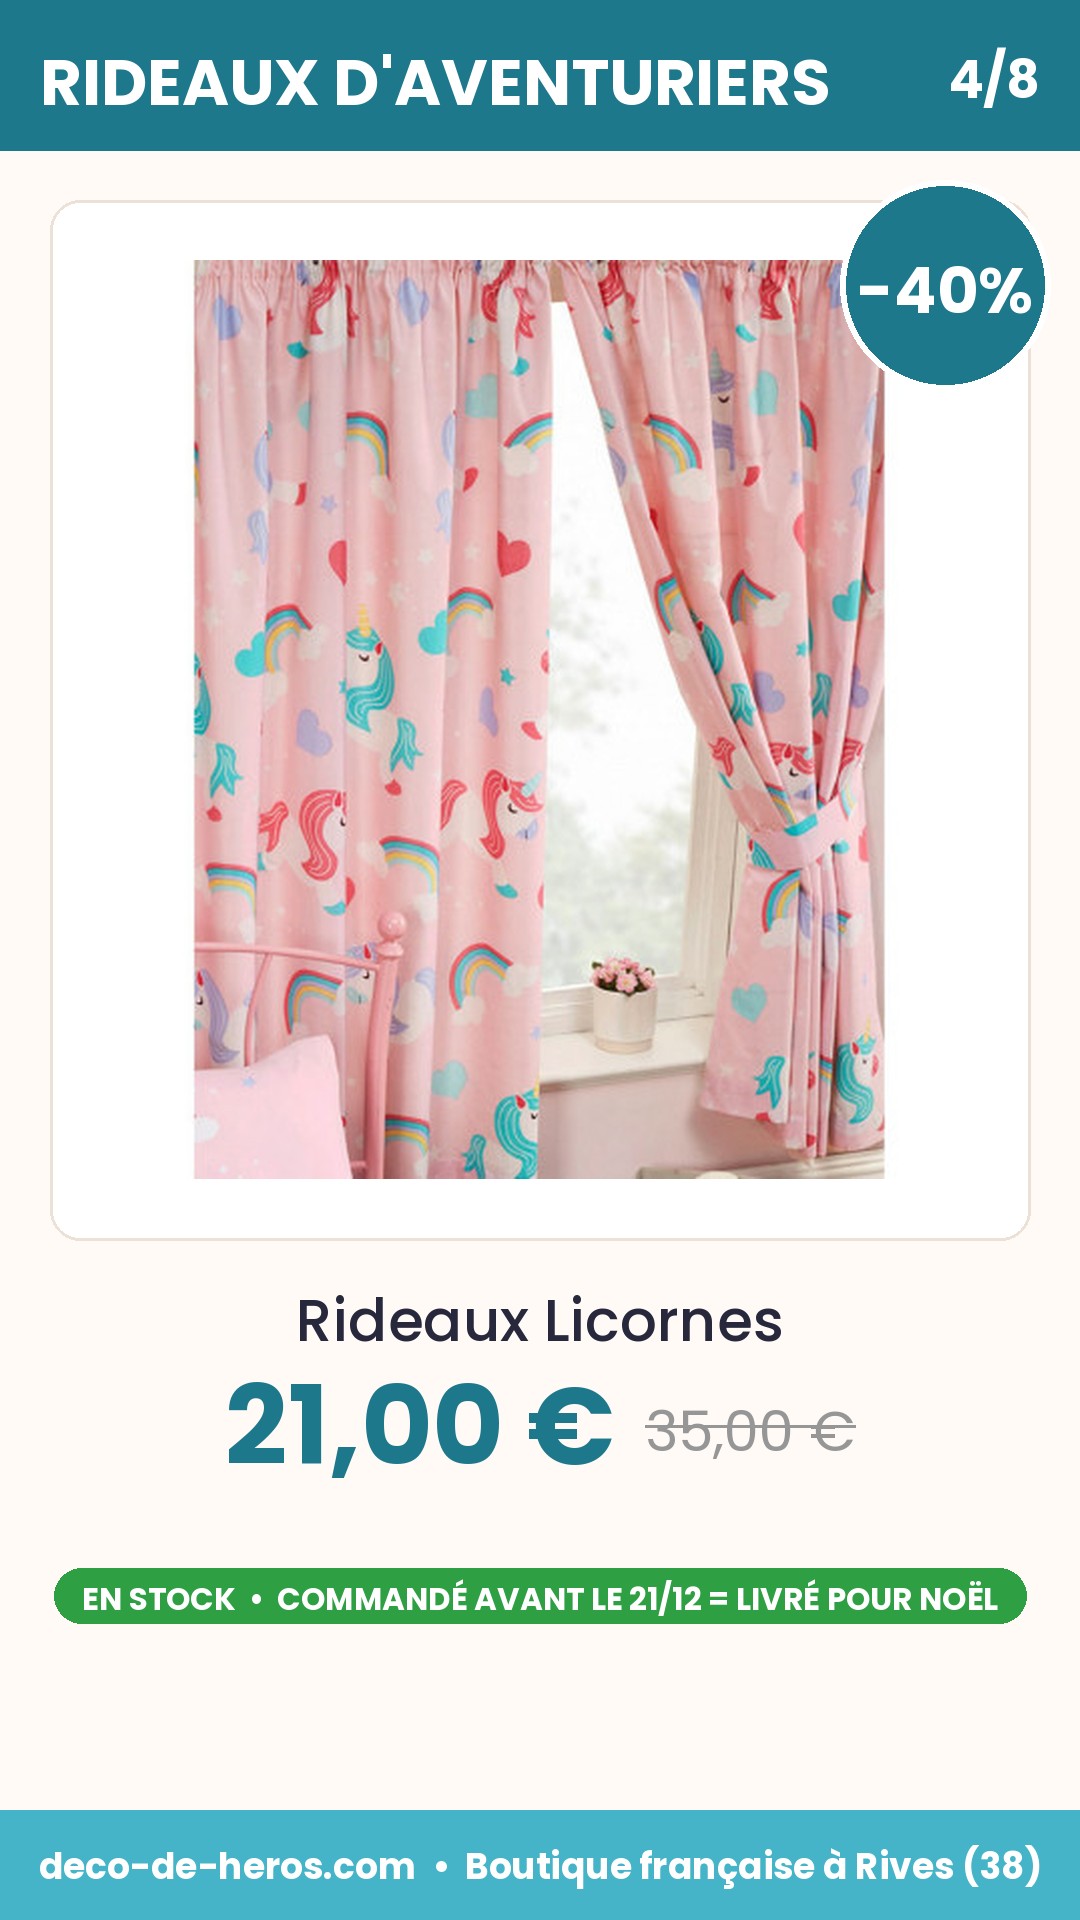 RIDEAUX D'AVENTURIERS 4/8
-40%
Rideaux Licornes
21,00 € 35,00 €
EN STOCK • COMMANDÉ AVANT LE 21/12 = LIVRÉ POUR NOËL
deco-de-heros.com • Boutique française à Rives (38)